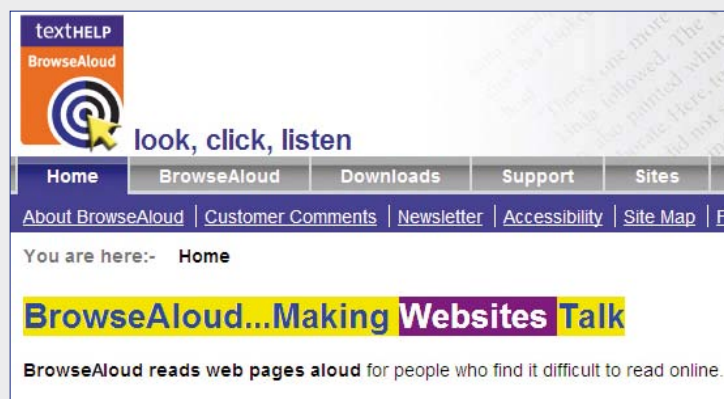 textHELP
BrowseAloud
look, click, listen
Home BrowseAloud Downloads Support Sites
About BrowseAloud | Customer Comments | Newsletter | Accessibility | Site Map |
You are here:- Home
BrowseAloud...Making Websites Talk
BrowseAloud reads web pages aloud for people who find it difficult to read online.